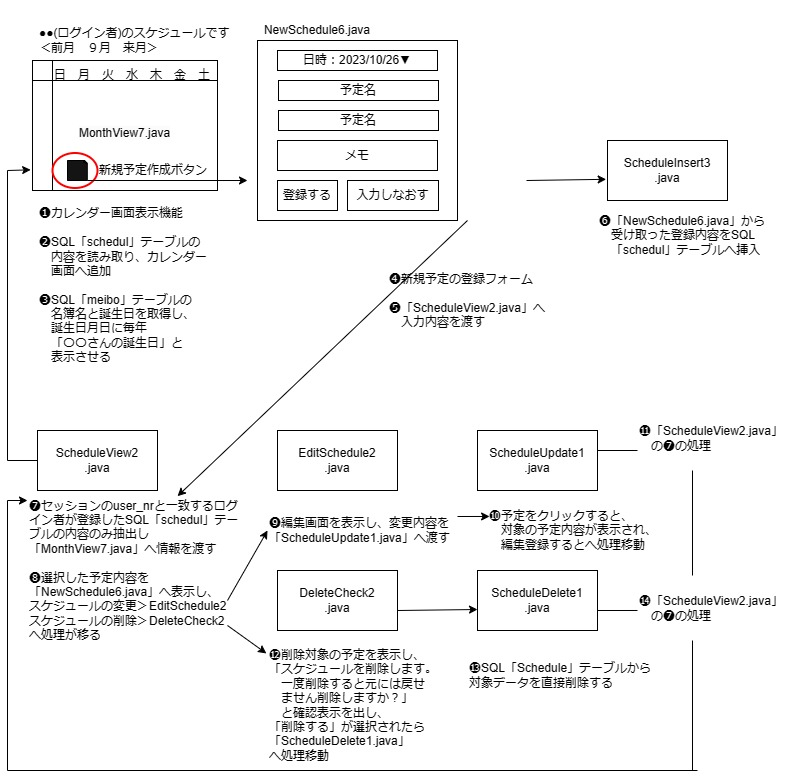 ●●(ログイン者)のスケジュールです
＜前月　９月　来月＞
日 月 火 水 木 金 土
MonthView7.java
新規予定作成ボタン
NewSchedule6.java
日時：2023/10/26▼
予定名
予定名
メモ
登録する
入力しなおす
ScheduleInsert3
.java
❶カレンダー画面表示機能
❷SQL「schedul」テーブルの
内容を読み取り、カレンダー
画面へ追加
❸SQL「meibo」テーブルの
名簿名と誕生日を取得し、
誕生日月日に毎年
「〇〇さんの誕生日」と
表示させる
❹新規予定の登録フォーム
❺「ScheduleView2.java」へ
入力内容を渡す
❻「NewSchedule6.java」から
受け取った登録内容をSQL
「schedul」テーブルへ挿入
ScheduleView2
.java
EditSchedule2
.java
ScheduleUpdate1
.java
⓫「ScheduleView2.java」
の❼の処理
❼セッションのuser_nrと一致するログ
イン者が登録したSQL「schedul」テー
ブルの内容のみ抽出し
「MonthView7.java」へ情報を渡す
❽選択した予定内容を
「NewSchedule6.java」へ表示し、
スケジュールの変更＞EditSchedule2
スケジュールの削除＞DeleteCheck2
へ処理が移る
❾編集画面を表示し、変更内容を
「ScheduleUpdate1.java」へ渡す
❿予定をクリックすると、
対象の予定内容が表示され、
編集登録するとへ処理移動
DeleteCheck2
.java
ScheduleDelete1
.java
⓮「ScheduleView2.java」
の❼の処理
⓬削除対象の予定を表示し、
「スケジュールを削除します。
一度削除すると元には戻せ
ません削除しますか？」
と確認表示を出し、
「削除する」が選択されたら
「ScheduleDelete1.java」
へ処理移動
⓭SQL「Schedule」テーブルから
対象データを直接削除する